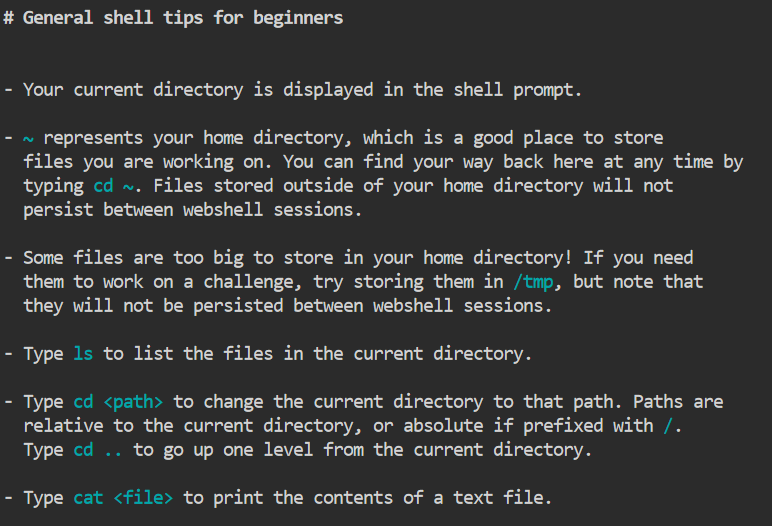 # General shell tips for beginners
- Your current directory is displayed in the shell prompt.
- ~ represents your home directory, which is a good place to store
files you are working on. You can find your way back here at any time by
typing cd ~. Files stored outside of your home directory will not
persist between webshell sessions.
- Some files are too big to store in your home directory! If you need
them to work on a challenge, try storing them in /tmp, but note that
they will not be persisted between webshell sessions.
- Type ls to list the files in the current directory.
- Type cd <path> to change the current directory to that path. Paths are
relative to the current directory, or absolute if prefixed with /.
Type cd .. to go up one level from the current directory.
- Type cat <file> to print the contents of a text file.